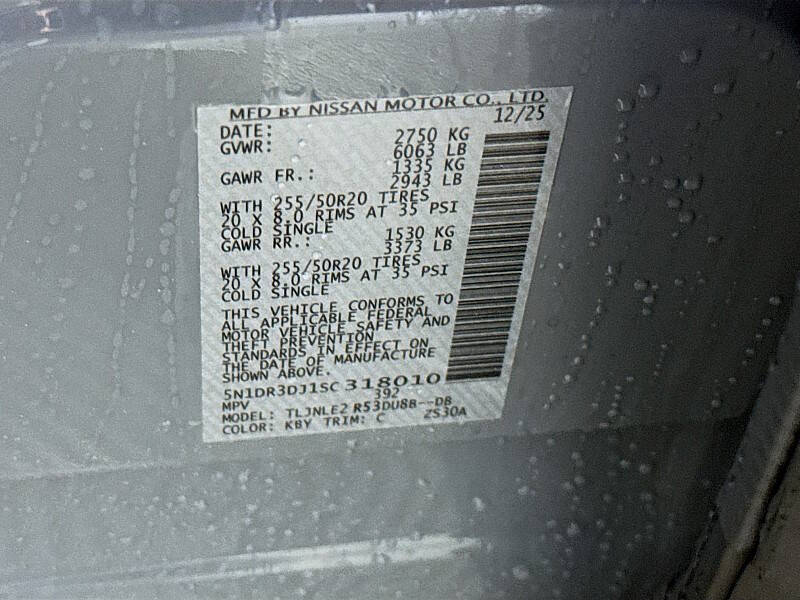 MFD BY NISSAN MOTOR CO., LTD.
DATE: 12/25
GVWR: 2750 KG
6063 LB
GAWR FR.: 1335 KG
2943 LB
WITH 255/50R20 TIRES
20 X 8.0 RIMS AT 35 PSI
COLD SINGLE
GAWR RR.: 1530 KG
3373 LB
WITH 255/50R20 TIRES
20 X 8.0 RIMS AT 35 PSI
COLD SINGLE
THIS VEHICLE CONFORMS TO
ALL APPLICABLE FEDERAL
MOTOR VEHICLE SAFETY AND
THEFT PREVENTION
STANDARDS IN EFFECT ON
THE DATE OF MANUFACTURE
SHOWN ABOVE.
5N1DR3DJ1SC318010
MPV 392
MODEL: TLJNLE2 R53DU8B--DB
COLOR: KBY TRIM: C ZS30A